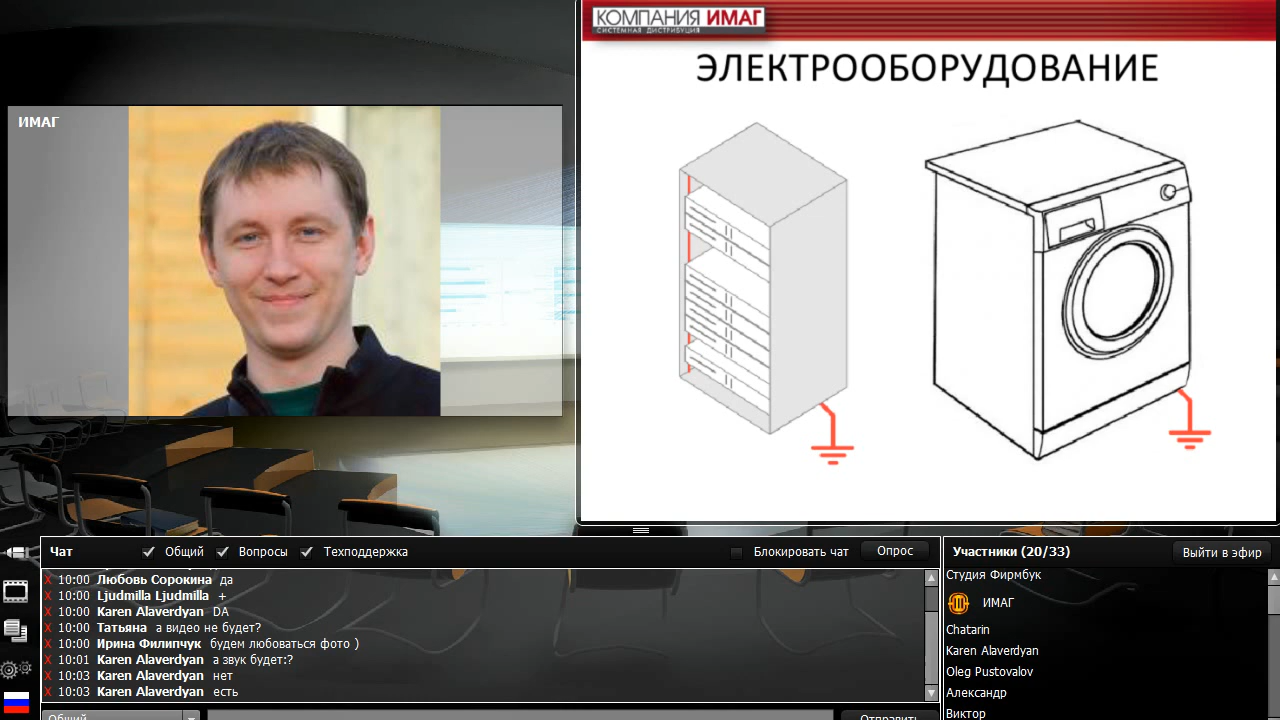 КОМПАНИЯ ИМАГ
СИСТЕМНАЯ ДИСТРИБУЦИЯ
ЭЛЕКТРООБОРУДОВАНИЕ
ИМАГ
Чат
Общий
Вопросы
Техподдержка
Блокировать чат
Опрос
X 10:00 Любовь Сорокина да
X 10:00 Ljudmilla Ljudmilla +
X 10:00 Karen Alaverdyan DA
X 10:00 Татьяна а видео не будет?
X 10:00 Ирина Филипчук будем любоваться фото )
X 10:01 Karen Alaverdyan а звук будет:?
X 10:03 Karen Alaverdyan нет
X 10:03 Karen Alaverdyan есть
Общий
Отправить
Участники (20/33)
Выйти в эфир
Студия Фирмбук
ИМАГ
Chatarin
Karen Alaverdyan
Oleg Pustovalov
Александр
Виктор